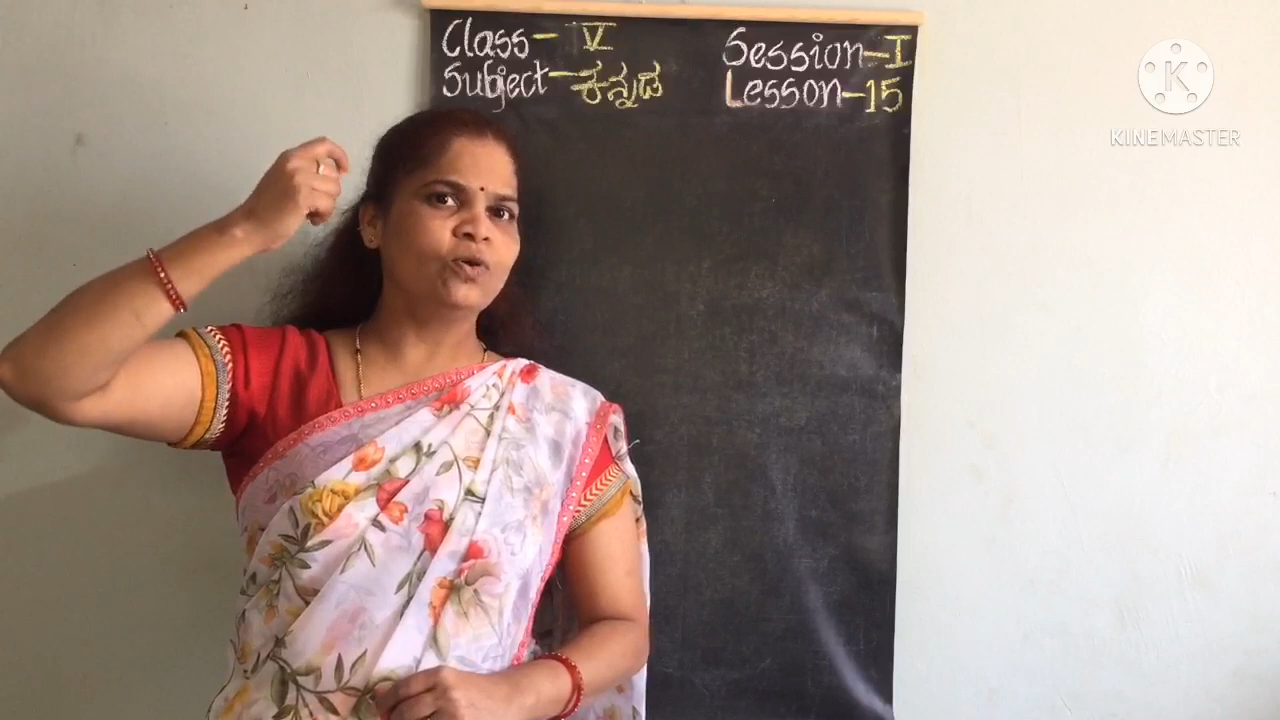 Class- IV
Subject-ಕನ್ನಡ
Session-I
Lesson-15
K
KINEMASTER